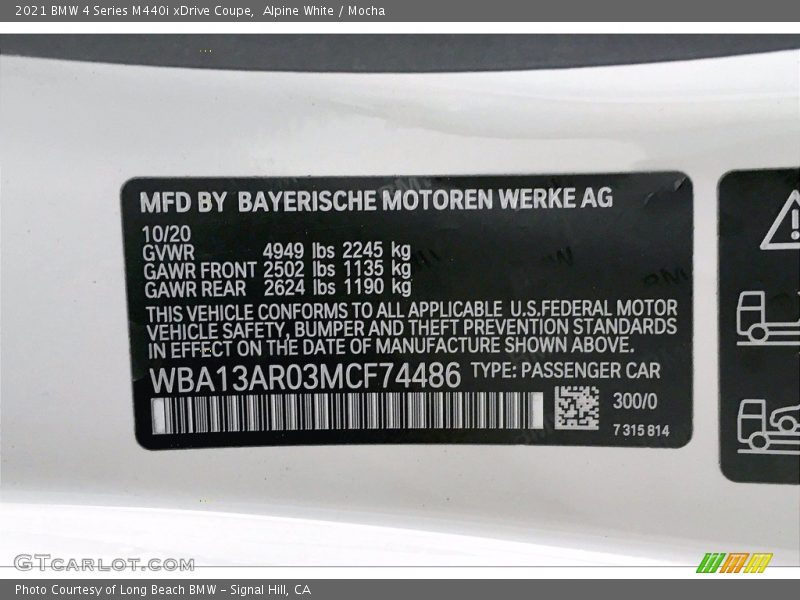 2021 BMW 4 Series M440i xDrive Coupe,  Alpine White / Mocha
MFD BY BAYERISCHE MOTOREN WERKE AG
10/20
GVWR 4949 lbs 2245 kg
GAWR FRONT 2502 lbs 1135 kg
GAWR REAR 2624 lbs 1190 kg
THIS VEHICLE CONFORMS TO ALL APPLICABLE U.S.FEDERAL MOTOR
VEHICLE SAFETY, BUMPER AND THEFT PREVENTION STANDARDS
IN EFFECT ON THE DATE OF MANUFACTURE SHOWN ABOVE.
WBA13AR03MCF74486 TYPE: PASSENGER CAR
300/0
7 315 814
GTCARLOT.COM
Photo Courtesy of Long Beach BMW - Signal Hill, CA